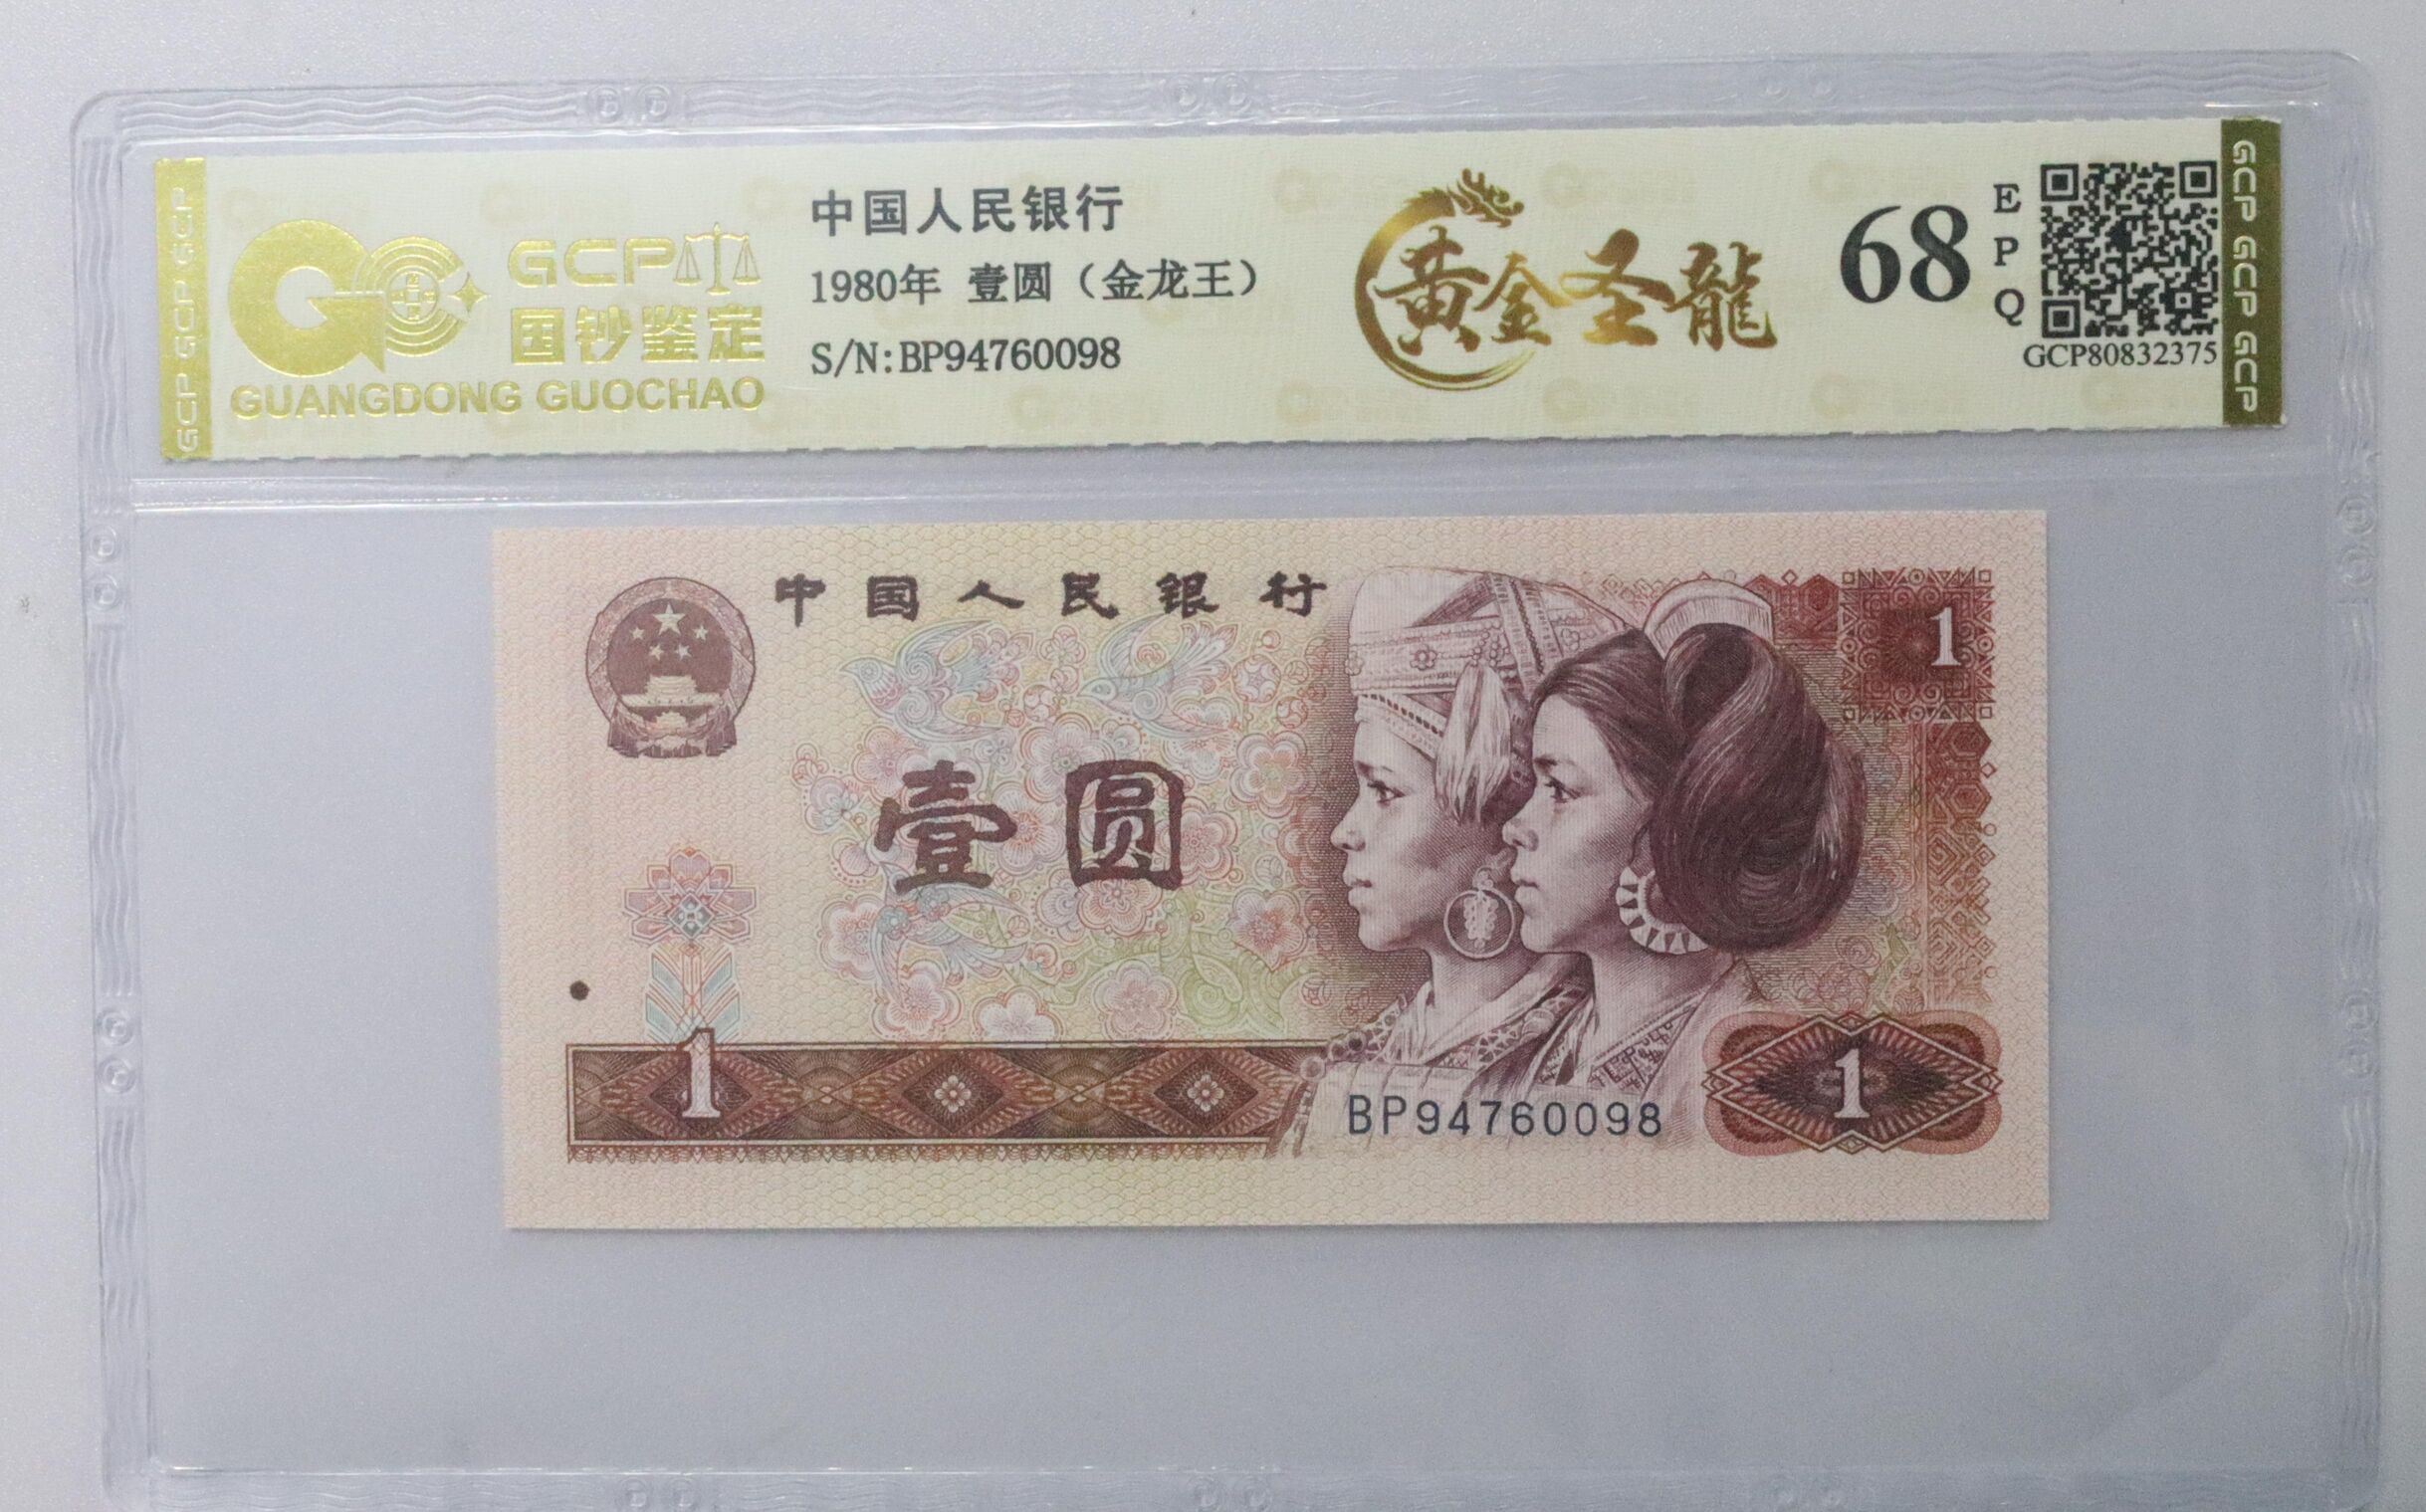 GCP GCP GCP
GCP
国钞鉴定
GUANGDONG GUOCHAO
中国人民银行
1980年 壹圆（金龙王）
S/N:BP94760098
黄金圣龍
68
E
P
Q
GCP80832375
GCP GCP GCP
中国人民银行
1
壹圆
1
BP94760098
1